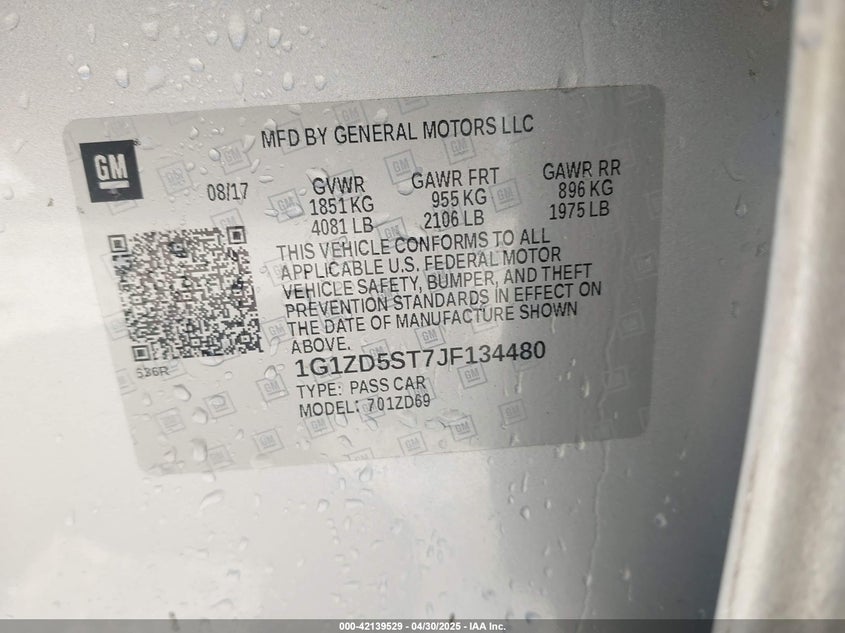 MFD BY GENERAL MOTORS LLC
GM
08/17
GVWR
1851 KG
4081 LB
GAWR FRT
955 KG
2106 LB
GAWR RR
896 KG
1975 LB
THIS VEHICLE CONFORMS TO ALL
APPLICABLE U.S. FEDERAL MOTOR
VEHICLE SAFETY, BUMPER, AND THEFT
PREVENTION STANDARDS IN EFFECT ON
THE DATE OF MANUFACTURE SHOWN
ABOVE.
S36R
1G1ZD5ST7JF134480
TYPE: PASS CAR
MODEL: 701ZD69
000-42139529 - 04/30/2025 - IAA Inc.